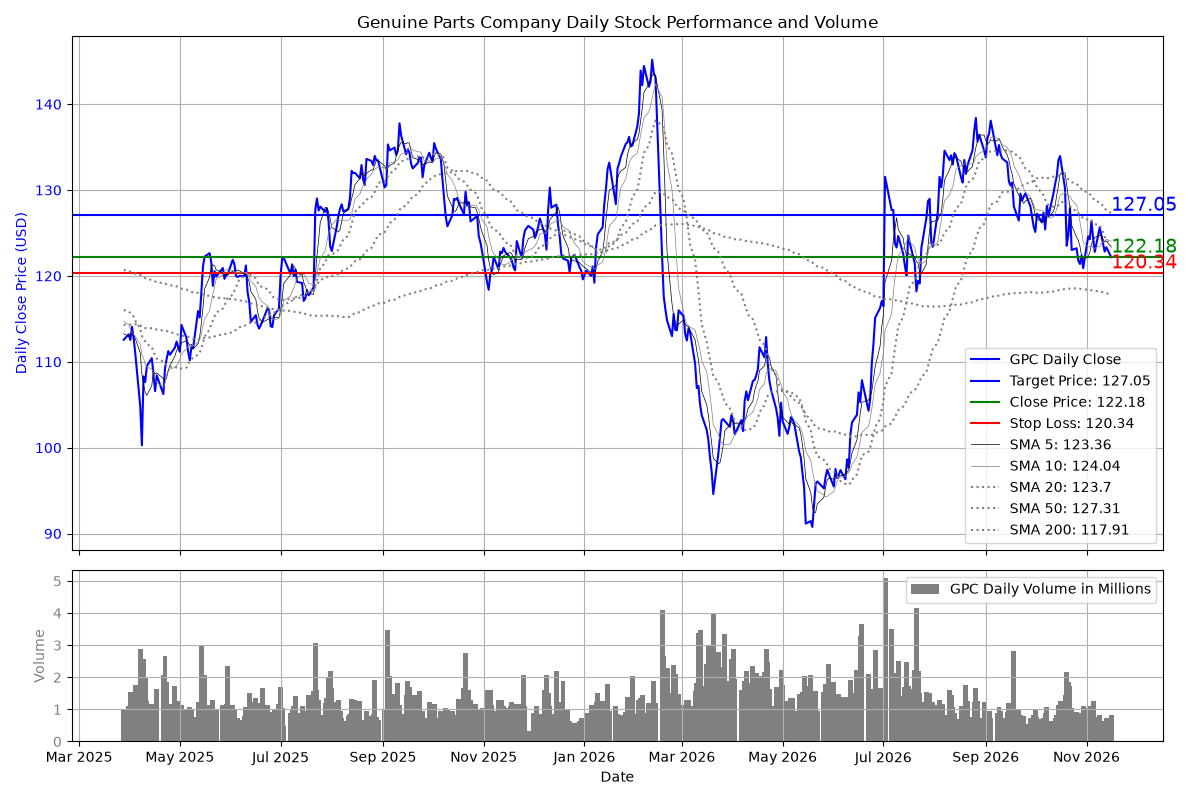 Genuine Parts Company Daily Stock Performance and Volume
Daily Close Price (USD)
140
130
120
110
100
90
127.05
122.18
120.34
GPC Daily Close
Target Price: 127.05
Close Price: 122.18
Stop Loss: 120.34
SMA 5: 123.36
SMA 10: 124.04
SMA 20: 123.7
SMA 50: 127.31
SMA 200: 117.91
Volume
5
4
3
2
1
0
GPC Daily Volume in Millions
Mar 2025 May 2025 Jul 2025 Sep 2025 Nov 2025 Jan 2026 Mar 2026 May 2026 Jul 2026 Sep 2026 Nov 2026
Date